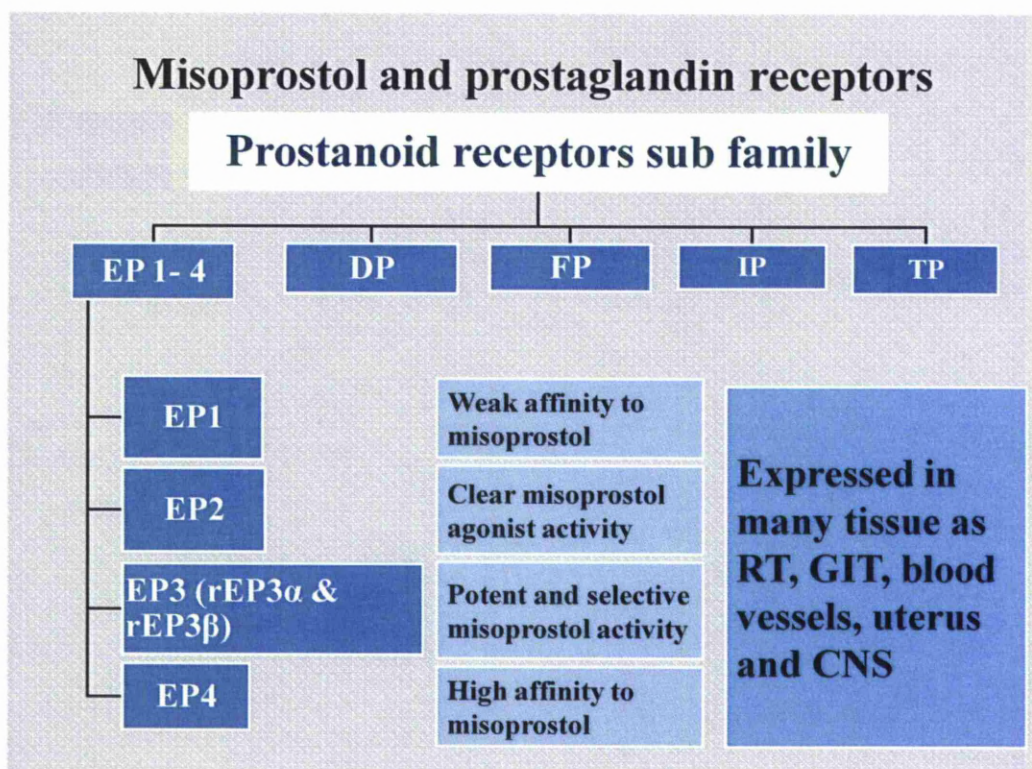 Misoprostol and prostaglandin receptors
Prostanoid receptors sub family
EP 1- 4
DP
FP
IP
TP
EP1
Weak affinity to
misoprostol
EP2
Clear misoprostol
agonist activity
EP3 (rEP3α &
rEP3β)
Potent and selective
misoprostol activity
EP4
High affinity to
misoprostol
Expressed in
many tissue as
RT, GIT, blood
vessels, uterus
and CNS